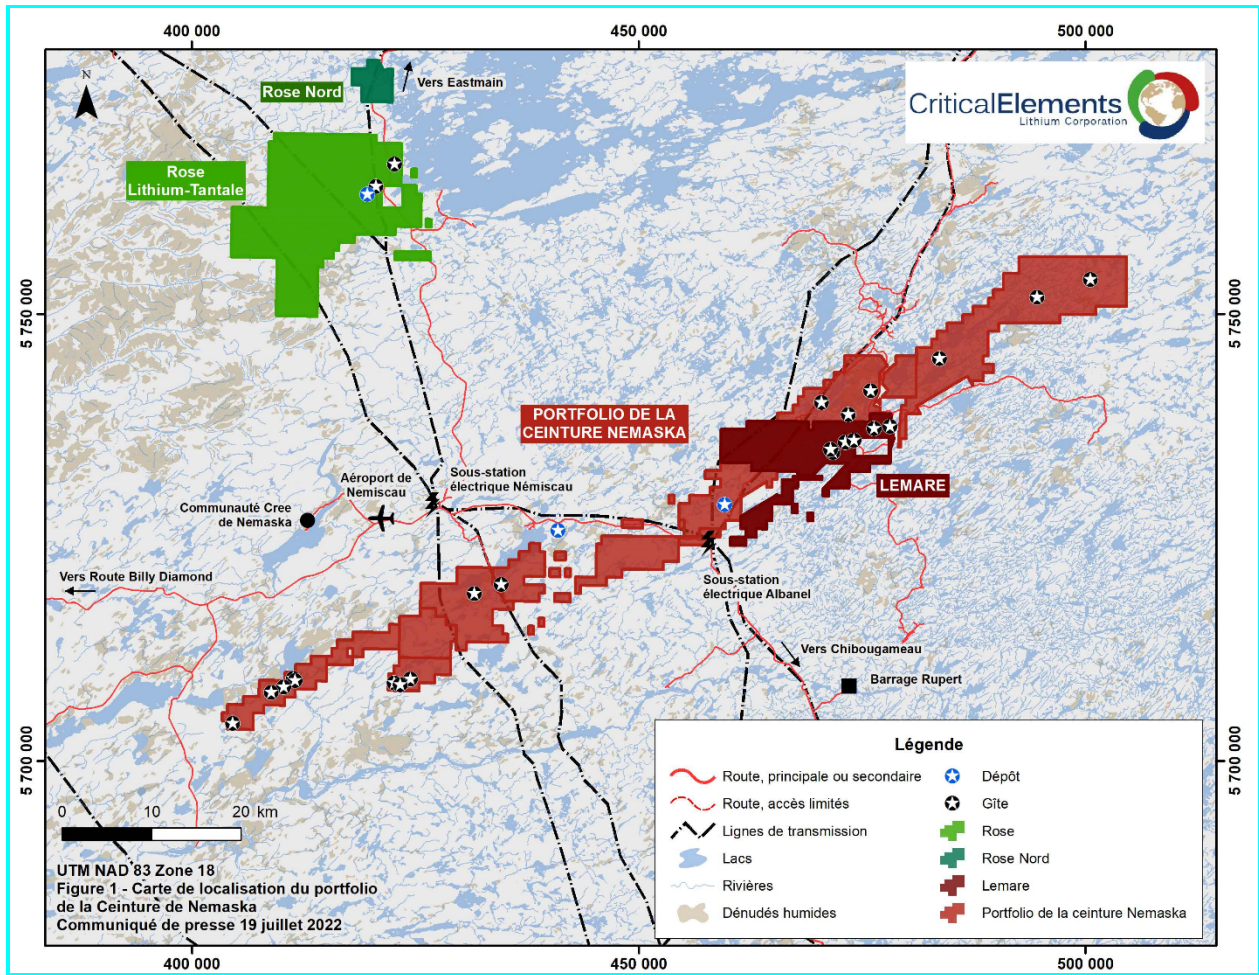 400 000
450 000
500 000
N
Rose Nord
Vers Eastmain
CriticalElements
Lithium Corporation
Rose
Lithium-Tantale
5 750 000
5 750 000
PORTFOLIO DE LA
CEINTURE NEMASKA
Aéroport de
Nemiscau
Sous-station
électrique Némiscau
LEMARE
Communauté Cree
de Nemaska
Vers Route Billy Diamond
Sous-station
électrique Albanel
Vers Chibougameau
Barrage Rupert
5 700 000
5 700 000
Légende
Route, principale ou secondaire
Dépôt
Route, accès limités
Gîte
Lignes de transmission
Rose
Lacs
Rose Nord
Rivières
Lemare
Dénudés humides
Portfolio de la ceinture Nemaska
0 10 20 km
UTM NAD 83 Zone 18
Figure 1 - Carte de localisation du portfolio
de la Ceinture de Nemaska
Communiqué de presse 19 juillet 2022
400 000
450 000
500 000